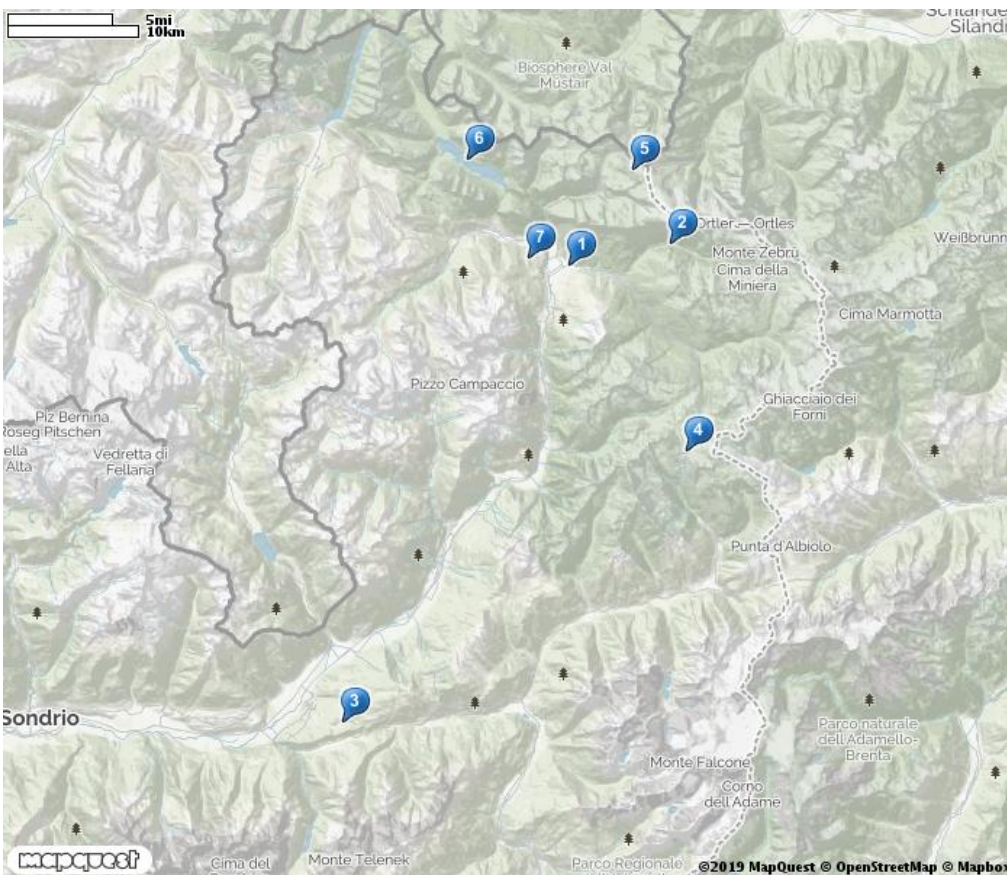 5mi
10km
Biosphere Val
Müstair
Silandr
6
5
2
Ortler — Ortles
7
1
Monte Zebrù
Weißbrunn
Cima della
Miniera
Cima Marmotta
Pizzo Campaccio
Ghiacciaio dei
Forni
Piz Bernina
Roseg Pitschen
ella
Alta
Vedretta di
Fellaria
4
Punta d'Albiolo
3
Sondrio
Parco naturale
dell'Adamello-
Brenta
Monte Falcone
Corno
dell'Adamè
mapquest
Cima del
Monte Telenek
Parco Regionale
©2019 MapQuest © OpenStreetMap © Mapbox